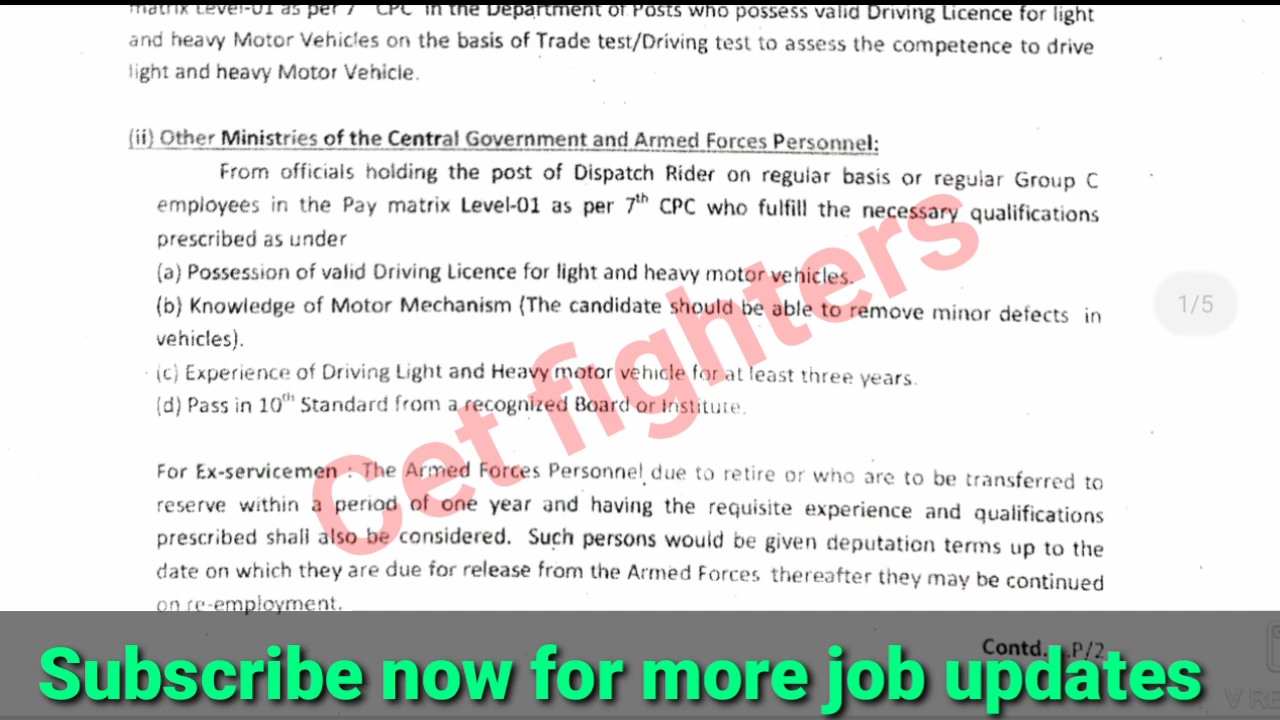 matrix Level-01 as per 7th CPC in the Department of Posts who possess valid Driving Licence for light
and heavy Motor Vehicles on the basis of Trade test/Driving test to assess the competence to drive
light and heavy Motor Vehicle.
(ii) Other Ministries of the Central Government and Armed Forces Personnel:
From officials holding the post of Dispatch Rider on regular basis or regular Group C
employees in the Pay matrix Level-01 as per 7th CPC who fulfill the necessary qualifications
prescribed as under
(a) Possession of valid Driving Licence for light and heavy motor vehicles.
(b) Knowledge of Motor Mechanism (The candidate should be able to remove minor defects in
vehicles).
(c) Experience of Driving Light and Heavy motor vehicle for at least three years.
(d) Pass in 10th Standard from a recognized Board or Institute.
Cet fighters
1/5
For Ex-servicemen : The Armed Forces Personnel due to retire or who are to be transferred to
reserve within a period of one year and having the requisite experience and qualifications
prescribed shall also be considered. Such persons would be given deputation terms up to the
date on which they are due for release from the Armed Forces thereafter they may be continued
on re-employment.
Contd...P/2
Subscribe now for more job updates